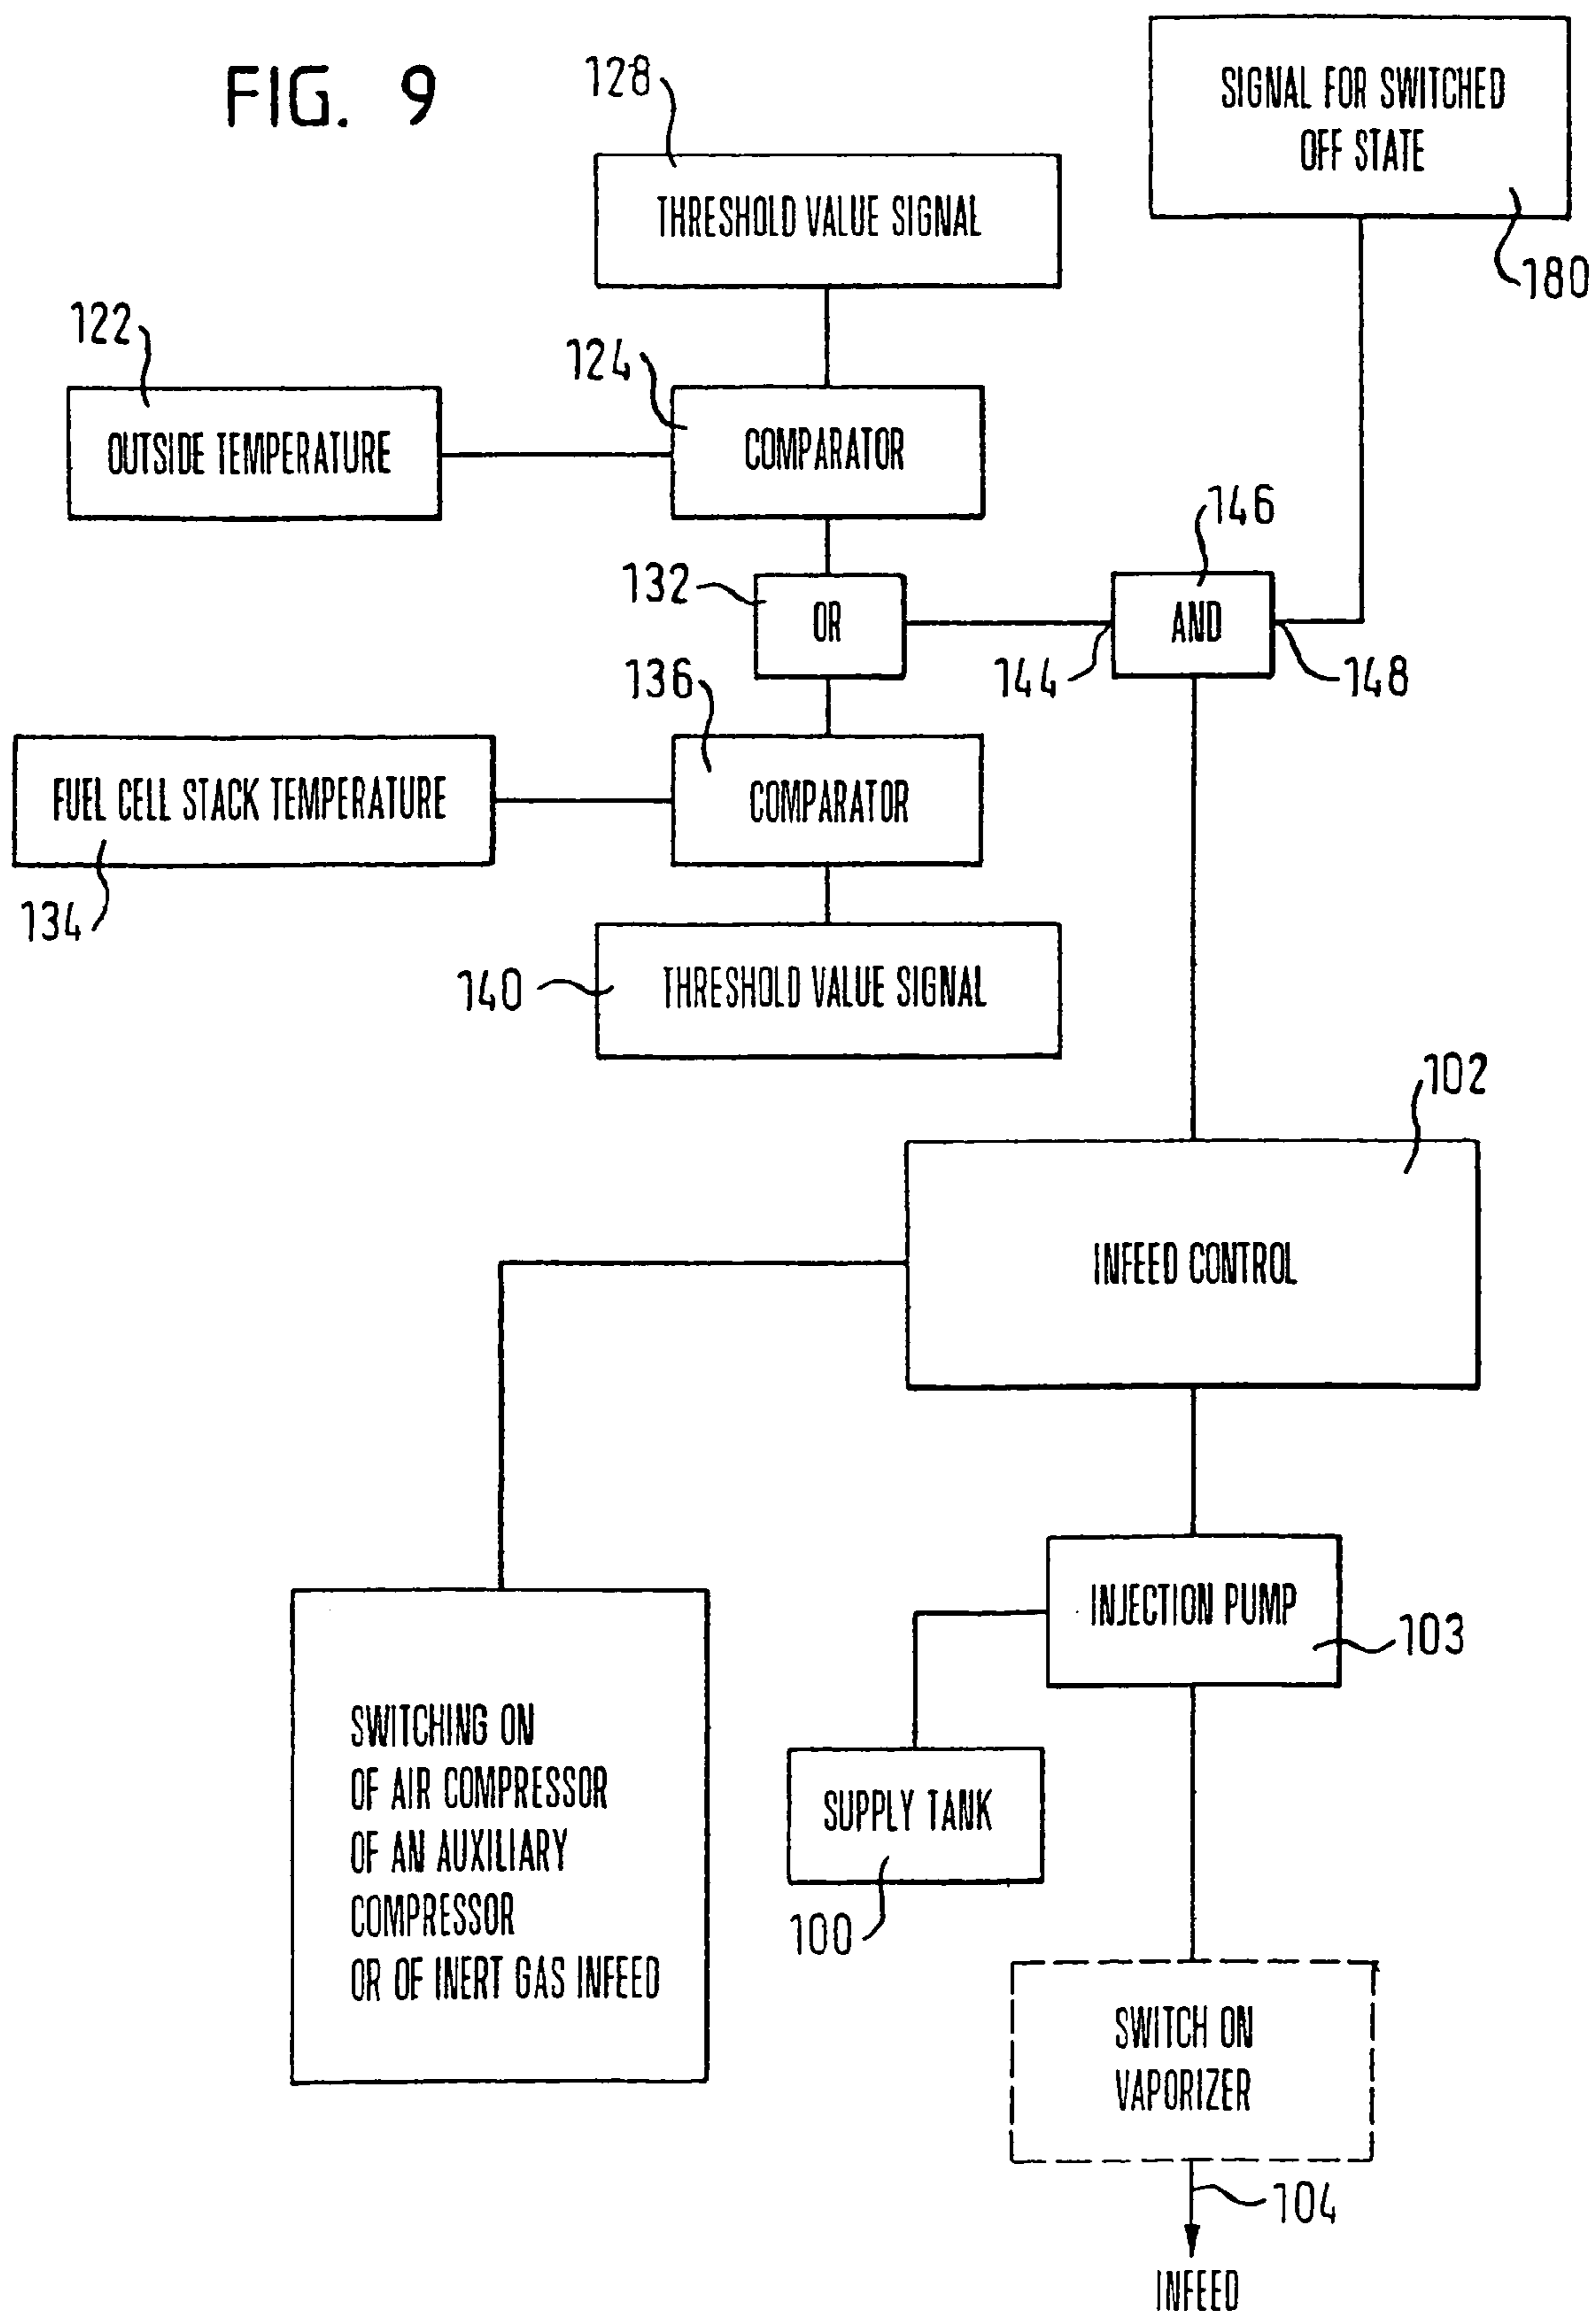 FIG. 9
128
THRESHOLD VALUE SIGNAL
SIGNAL FOR SWITCHED
OFF STATE
180
122
OUTSIDE TEMPERATURE
124
COMPARATOR
132
OR
144
146
AND
148
136
COMPARATOR
FUEL CELL STACK TEMPERATURE
134
140
THRESHOLD VALUE SIGNAL
102
INFEED CONTROL
INJECTION PUMP
103
SWITCHING ON
OF AIR COMPRESSOR
OF AN AUXILIARY
COMPRESSOR
OR OF INERT GAS INFEED
SUPPLY TANK
100
SWITCH ON
VAPORIZER
104
INFEED